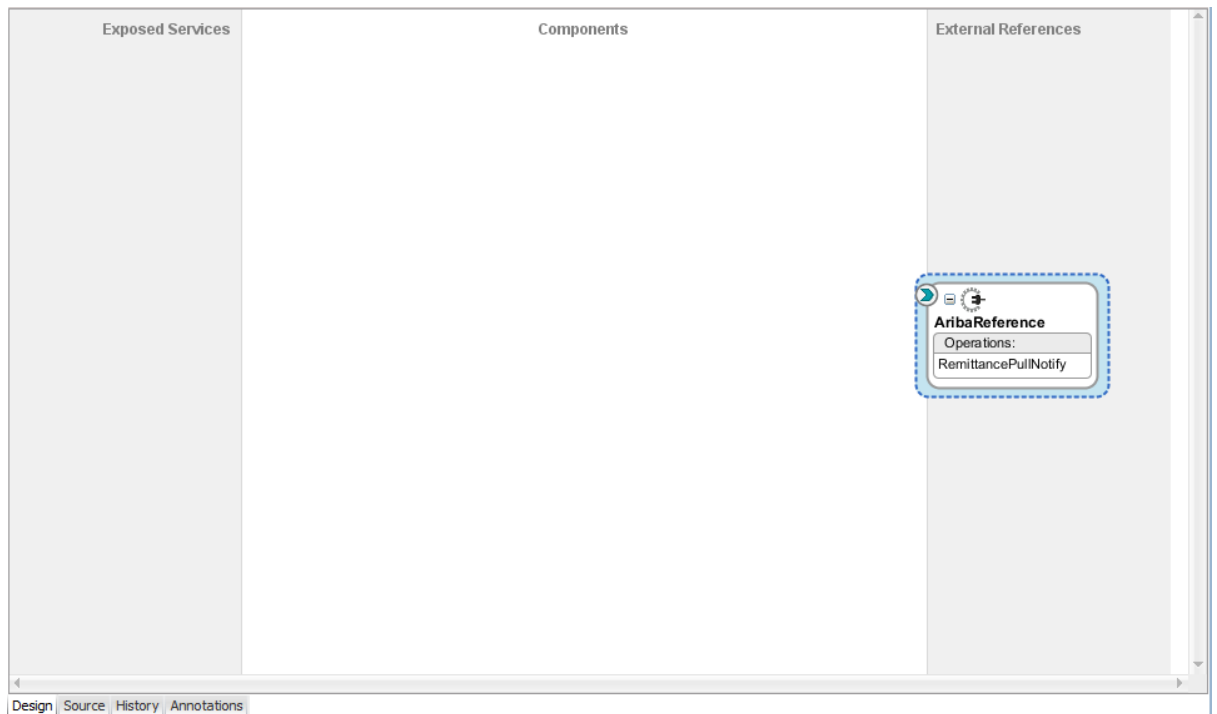 Exposed Services
Components
External References
AribaReference
Operations:
RemittancePullNotify
Design Source History Annotations